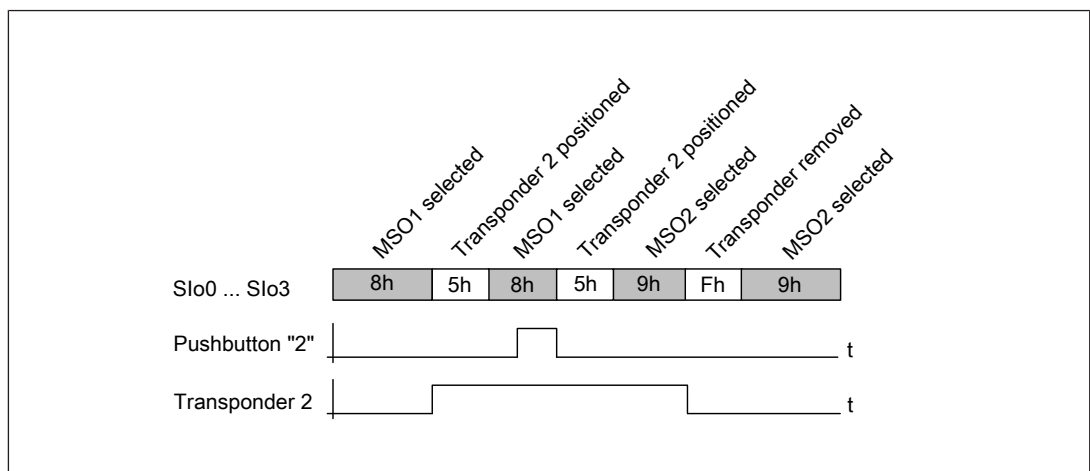 MSO1 selected
Transponder 2 positioned
MSO1 selected
Transponder 2 positioned
MSO2 selected
Transponder removed
MSO2 selected
SIo0 ... SIo3 8h 5h 8h 5h 9h Fh 9h
Pushbutton "2" t
Transponder 2 t